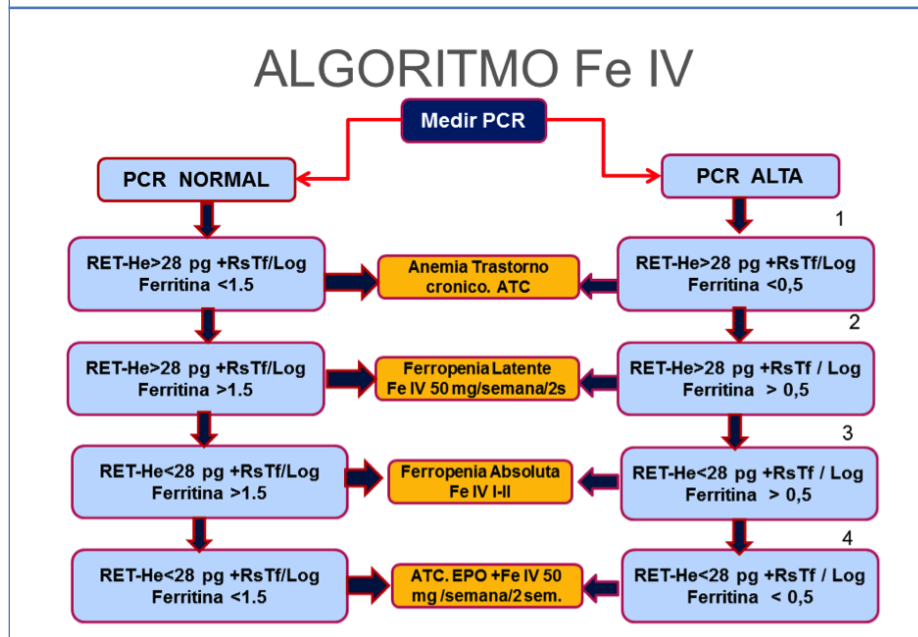 ALGORITMO Fe IV
Medir PCR
PCR NORMAL
PCR ALTA
1
RET-He>28 pg +RsTf/Log
Ferritina <1.5
Anemia Trastorno
cronico. ATC
RET-He>28 pg +RsTf/Log
Ferritina <0,5
2
RET-He>28 pg +RsTf/Log
Ferritina >1.5
Ferropenia Latente
Fe IV 50 mg/semana/2s
RET-He>28 pg +RsTf / Log
Ferritina > 0,5
3
RET-He<28 pg +RsTf/Log
Ferritina >1.5
Ferropenia Absoluta
Fe IV I-II
RET-He<28 pg +RsTf / Log
Ferritina > 0,5
4
RET-He<28 pg +RsTf/Log
Ferritina <1.5
ATC. EPO +Fe IV 50
mg /semana/2 sem.
RET-He<28 pg +RsTf / Log
Ferritina < 0,5